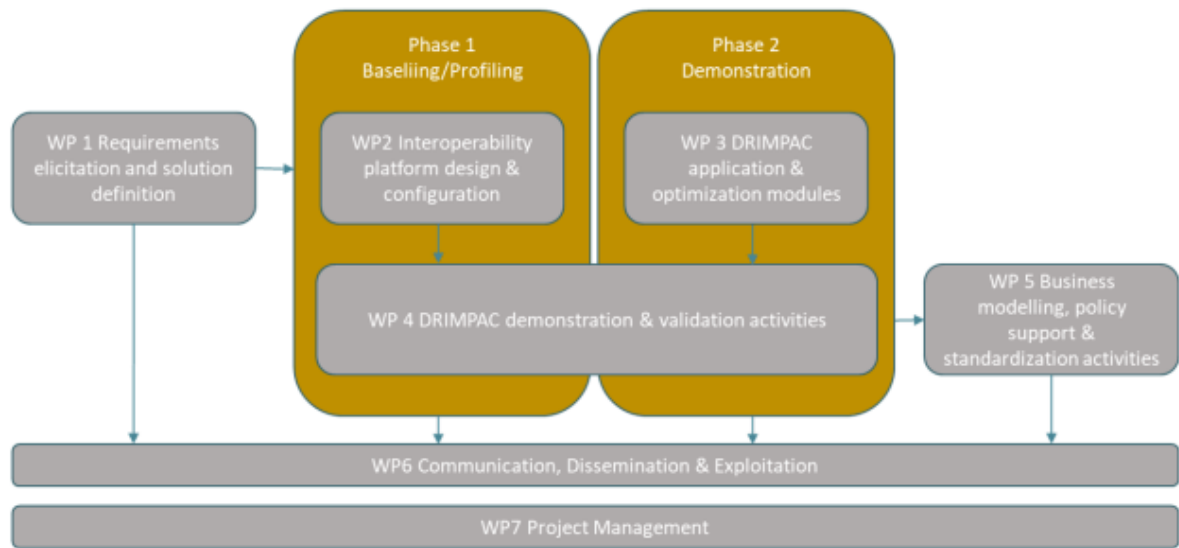 Phase 1
Baseliing/Profiling
Phase 2
Demonstration
WP 1 Requirements
elicitation and solution
definition
WP2 Interoperability
platform design &
configuration
WP 3 DRIMPAC
application &
optimization modules
WP 4 DRIMPAC demonstration & validation activities
WP 5 Business
modelling, policy
support &
standardization activities
WP6 Communication, Dissemination & Exploitation
WP7 Project Management